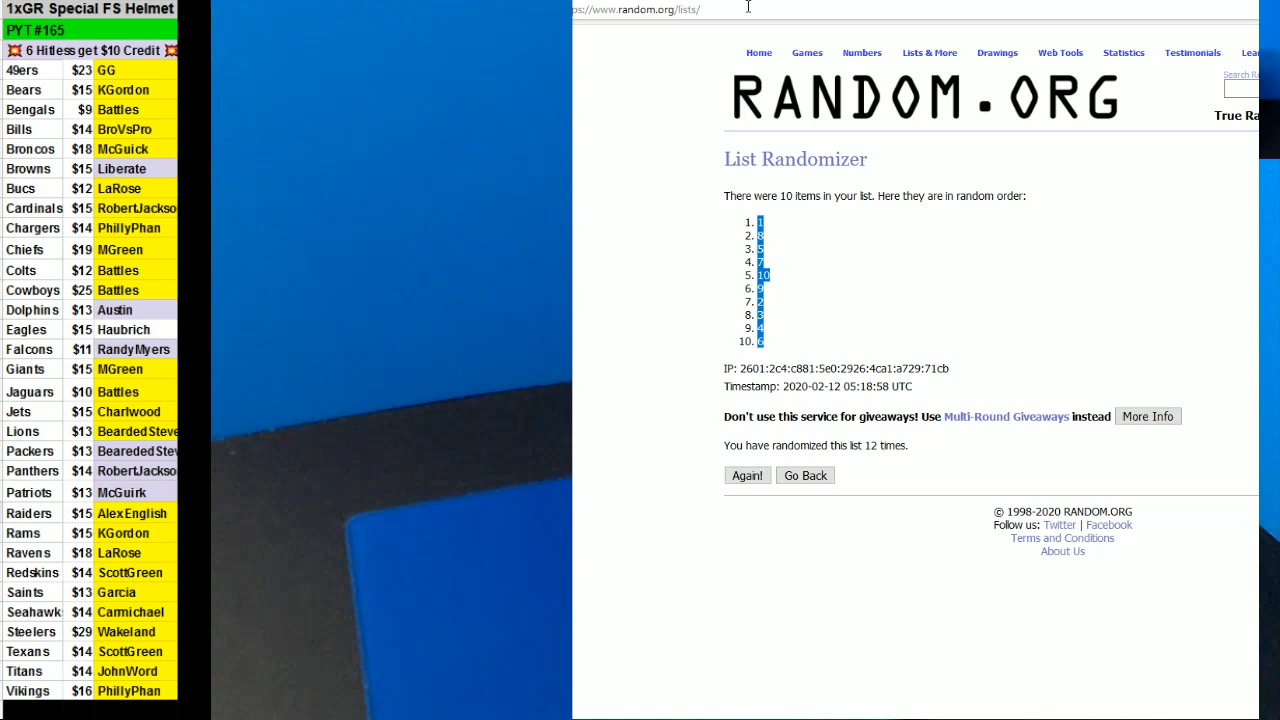 1xGR Special FS Helmet
PYT #165
💥 6 Hitless get $10 Credit 💥
49ers $23 GG
Bears $15 KGordon
Bengals $9 Battles
Bills $14 BroVsPro
Broncos $18 McGuick
Browns $15 Liberate
Bucs $12 LaRose
Cardinals $15 RobertJackso
Chargers $14 PhillyPhan
Chiefs $19 MGreen
Colts $12 Battles
Cowboys $25 Battles
Dolphins $13 Austin
Eagles $15 Haubrich
Falcons $11 RandyMyers
Giants $15 MGreen
Jaguars $10 Battles
Jets $15 Charlwood
Lions $13 BeardedSteve
Packers $13 BearededStev
Panthers $14 RobertJackso
Patriots $13 McGuirk
Raiders $15 AlexEnglish
Rams $15 KGordon
Ravens $18 LaRose
Redskins $14 ScottGreen
Saints $13 Garcia
Seahawks $14 Carmichael
Steelers $29 Wakeland
Texans $14 ScottGreen
Titans $14 JohnWord
Vikings $16 PhillyPhan
ps://www.random.org/lists/
Home Games Numbers Lists & More Drawings Web Tools Statistics Testimonials Lea
Search R
RANDOM.ORG
True Ra
List Randomizer
There were 10 items in your list. Here they are in random order:
1. 1
2. 8
3. 5
4. 7
5. 10
6. 9
7. 2
8. 3
9. 4
10. 6
IP: 2601:2c4:c881:5e0:2926:4ca1:a729:71cb
Timestamp: 2020-02-12 05:18:58 UTC
Don't use this service for giveaways! Use Multi-Round Giveaways instead More Info
You have randomized this list 12 times.
Again! Go Back
© 1998-2020 RANDOM.ORG
Follow us: Twitter | Facebook
Terms and Conditions
About Us